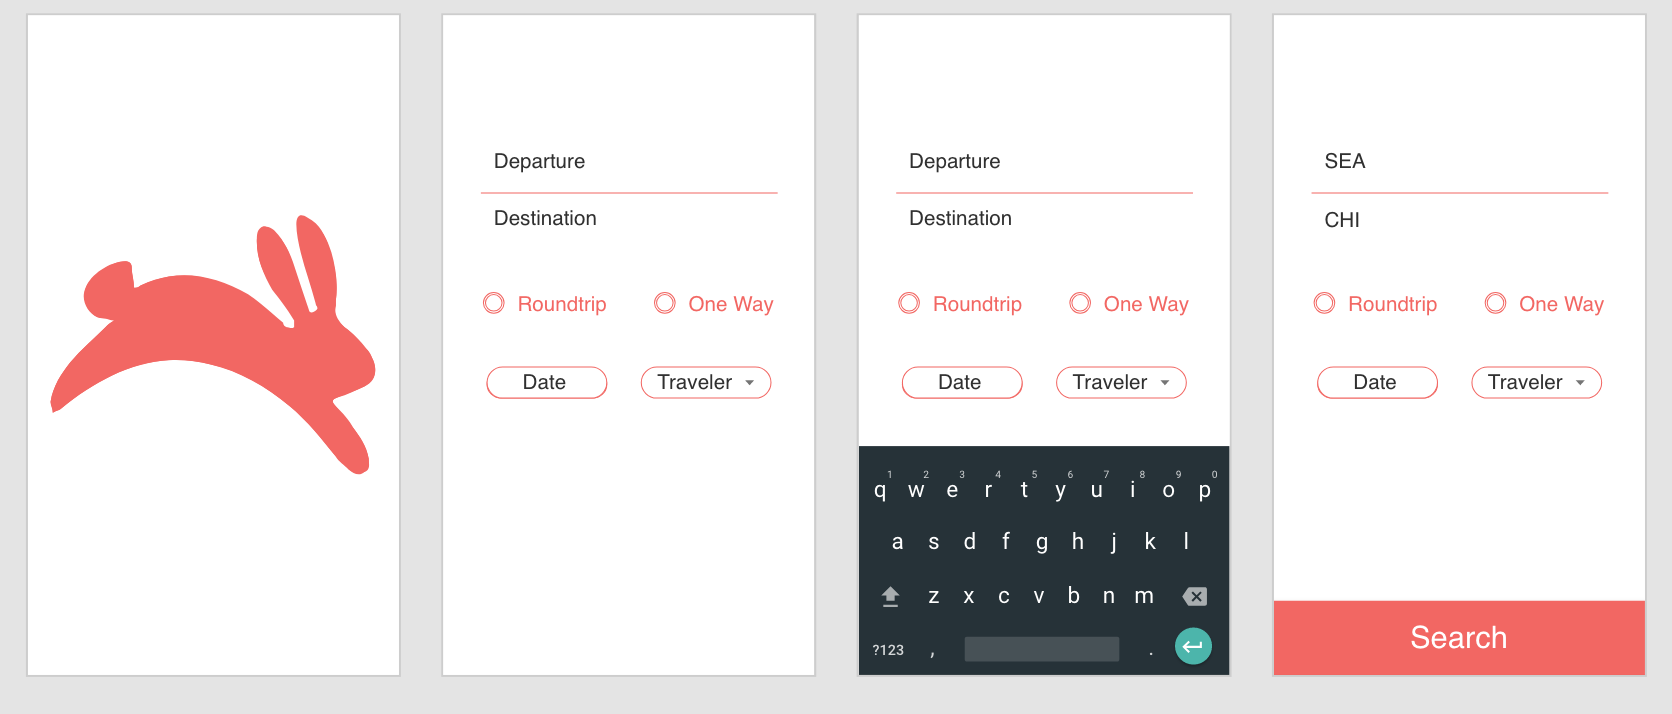 Departure
Destination
Roundtrip One Way
Date Traveler
Departure
Destination
Roundtrip One Way
Date Traveler
1 2 3 4 5 6 7 8 9 0
q w e r t y u i o p
a s d f g h j k l
z x c v b n m
?123 , .
SEA
CHI
Roundtrip One Way
Date Traveler
Search